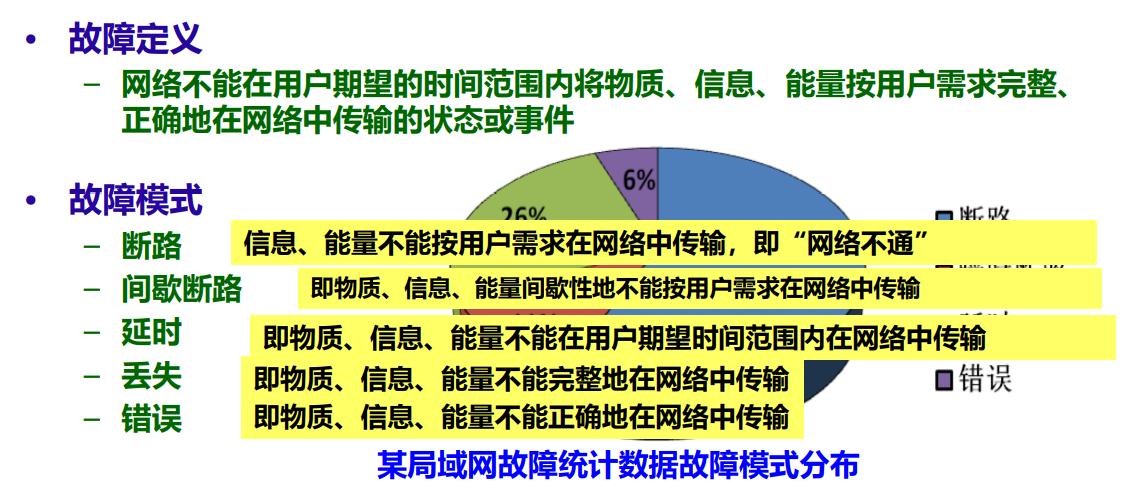 • 故障定义
– 网络不能在用户期望的时间范围内将物质、信息、能量按用户需求完整、
正确地在网络中传输的状态或事件
6%
• 故障模式
26%
断路
– 断路 信息、能量不能按用户需求在网络中传输，即“网络不通”
– 间歇断路 即物质、信息、能量间歇性地不能按用户需求在网络中传输
– 延时 即物质、信息、能量不能在用户期望时间范围内在网络中传输
– 丢失 即物质、信息、能量不能完整地在网络中传输
错误
– 错误 即物质、信息、能量不能正确地在网络中传输
某局域网故障统计数据故障模式分布